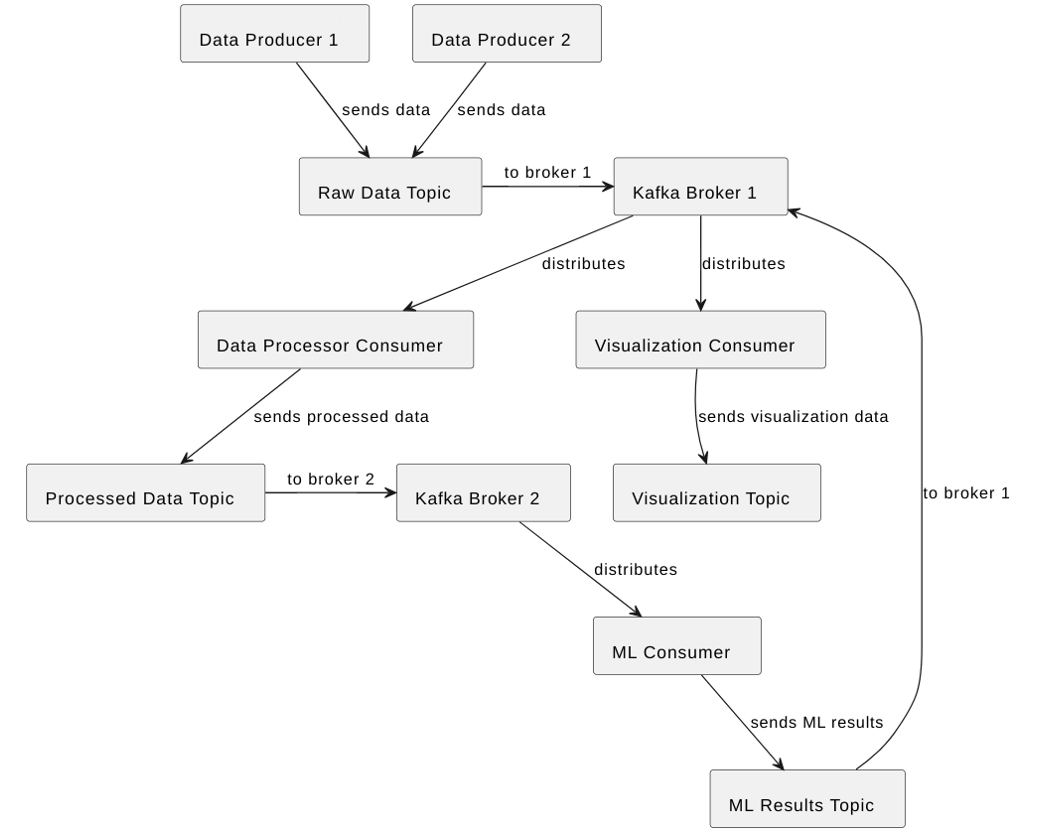 Data Producer 1
Data Producer 2
sends data
sends data
Raw Data Topic
to broker 1
Kafka Broker 1
distributes
distributes
Data Processor Consumer
Visualization Consumer
sends processed data
sends visualization data
Processed Data Topic
to broker 2
Kafka Broker 2
Visualization Topic
to broker 1
distributes
ML Consumer
sends ML results
ML Results Topic